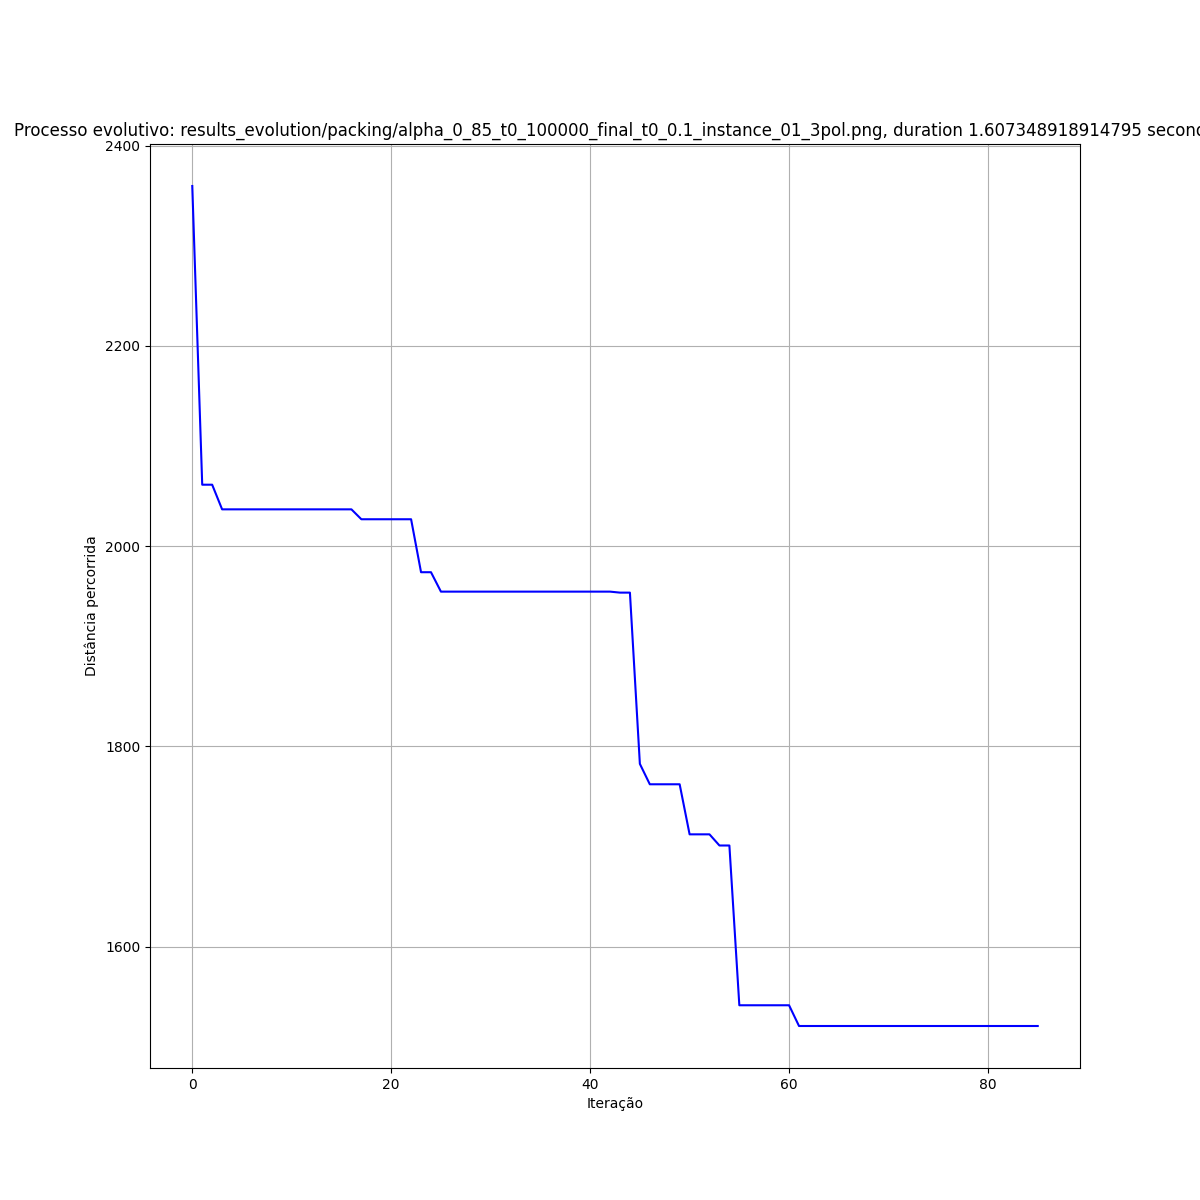 Processo evolutivo: results_evolution/packing/alpha_0_85_t0_100000_final_t0_0.1_instance_01_3pol.png, duration 1.607348918914795
2400
2200
2000
1800
1600
Distância percorrida
0 20 40 60 80
Iteração